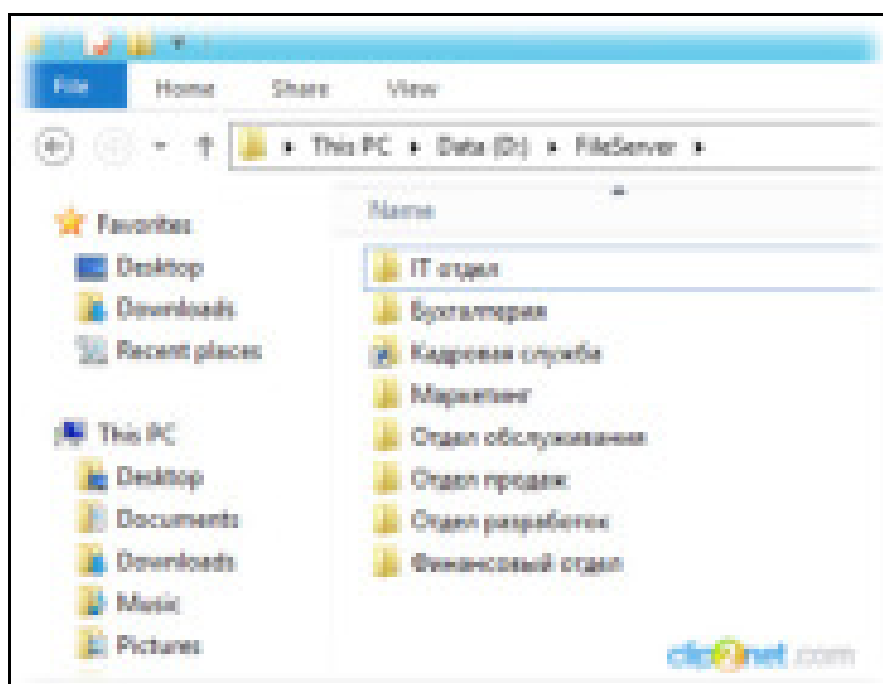 File Home Share View
This PC Data (D:) FileServer
Name
Favorites
Desktop
Downloads
Recent places
This PC
Desktop
Documents
Downloads
Music
Pictures
IT отдел
Бухгалтерия
Кадровая служба
Маркетинг
Отдел обслуживания
Отдел продаж
Отдел разработок
Финансовый отдел
clip2net.com